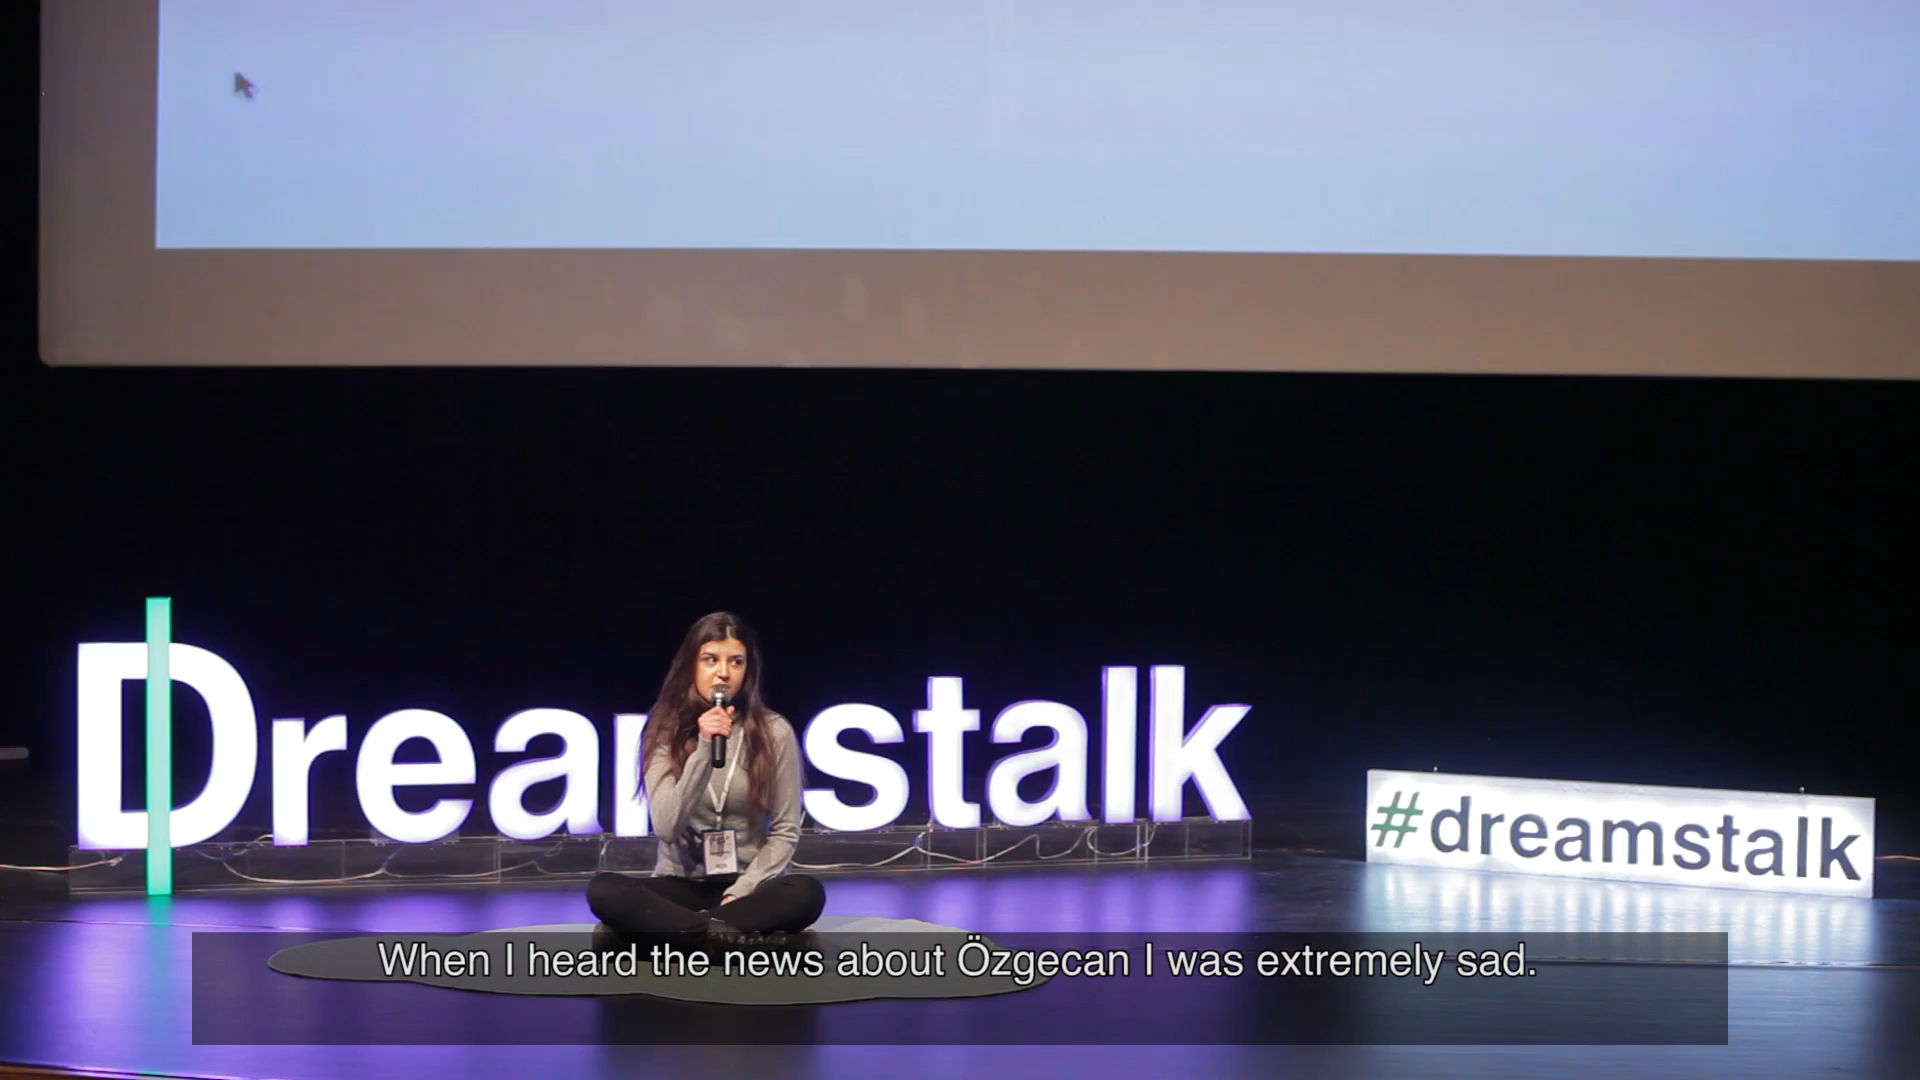 Dreamstalk
#dreamstalk
When I heard the news about Özgecan I was extremely sad.